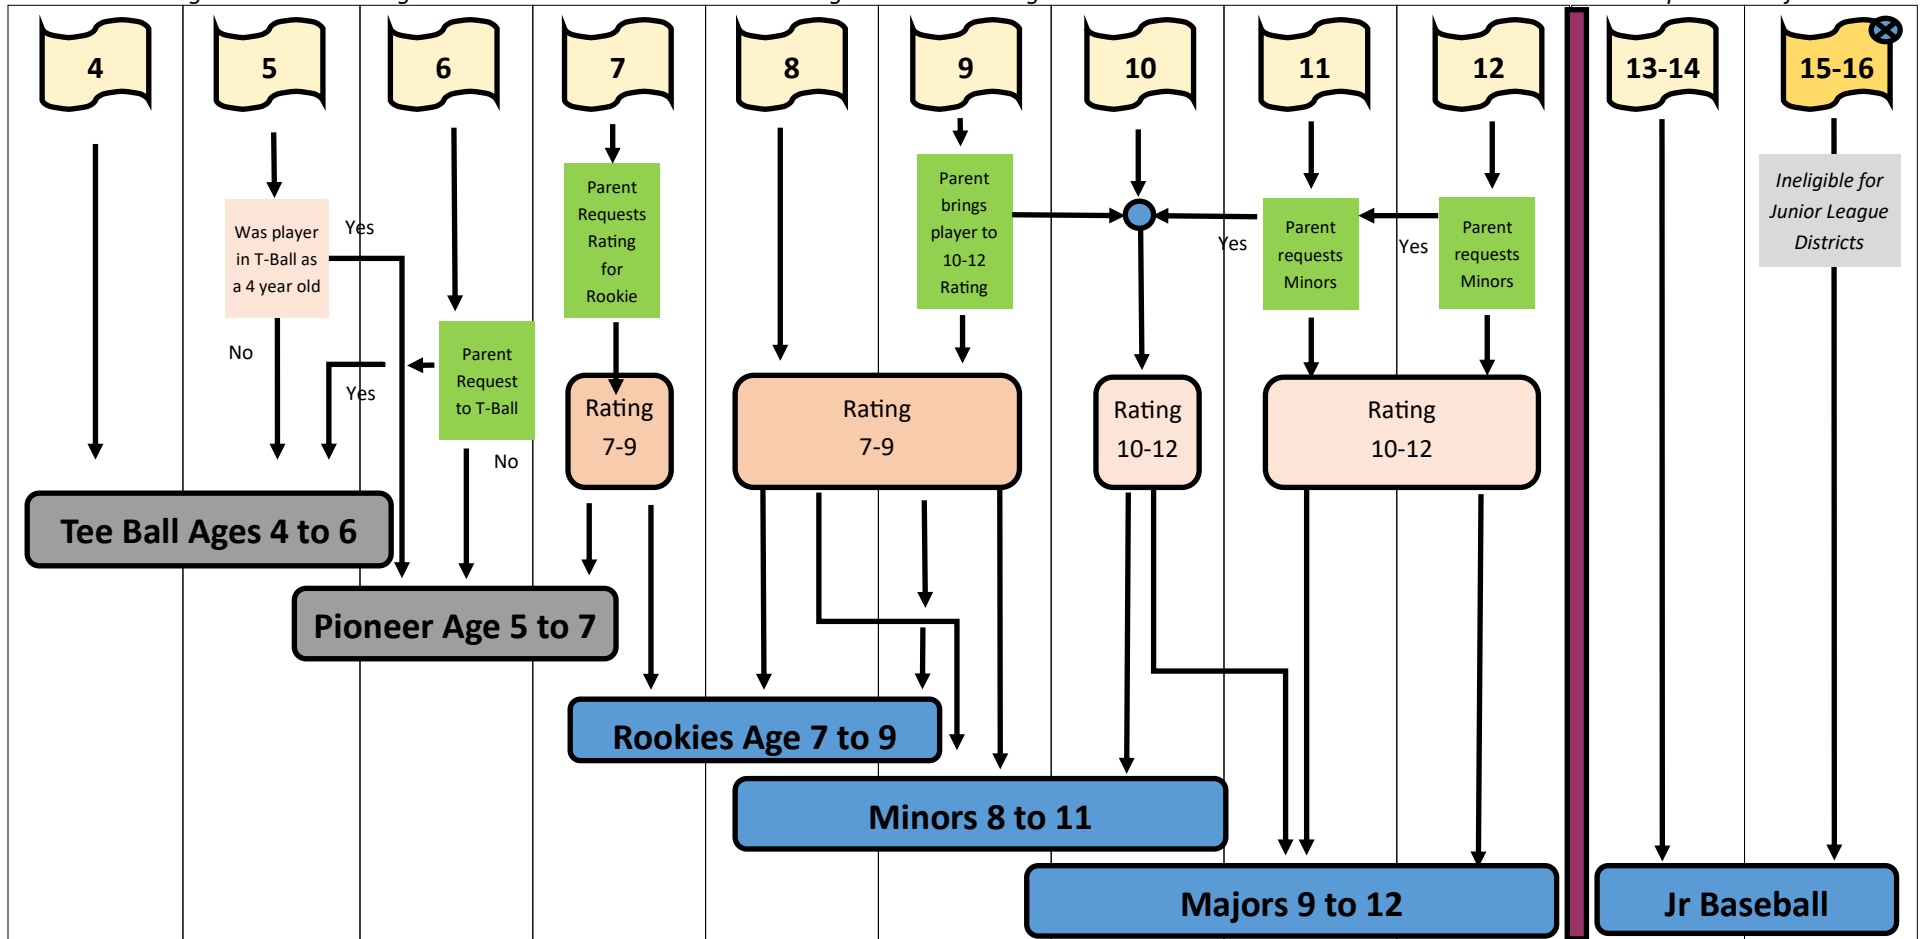 4
5
6
7
8
9
10
11
12
13-14
15-16
Parent
Requests
Rating
for
Rookie
Parent
brings
player to
10-12
Rating
Ineligible for
Junior League
Districts
Was player
in T-Ball as
a 4 year old
Yes
No
Parent
requests
Minors
Yes
Parent
requests
Minors
Yes
Parent
Request
to T-Ball
Yes
No
Rating
7-9
Rating
7-9
Rating
10-12
Rating
10-12
Tee Ball Ages 4 to 6
Pioneer Age 5 to 7
Rookies Age 7 to 9
Minors 8 to 11
Majors 9 to 12
Jr Baseball